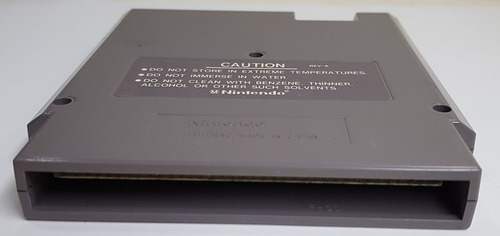 CAUTION REV-A
•DO NOT STORE IN EXTREME TEMPERATURES.
•DO NOT IMMERSE IN WATER
•DO NOT CLEAN WITH BENZENE, THINNER,
ALCOHOL OR OTHER SUCH SOLVENTS.
Nintendo
Nintendo